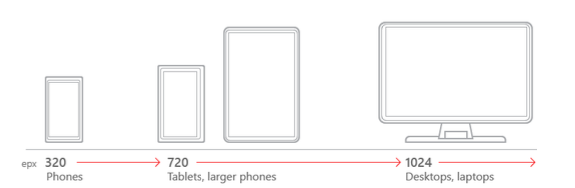 epx 320 720 1024
Phones Tablets, larger phones Desktops, laptops